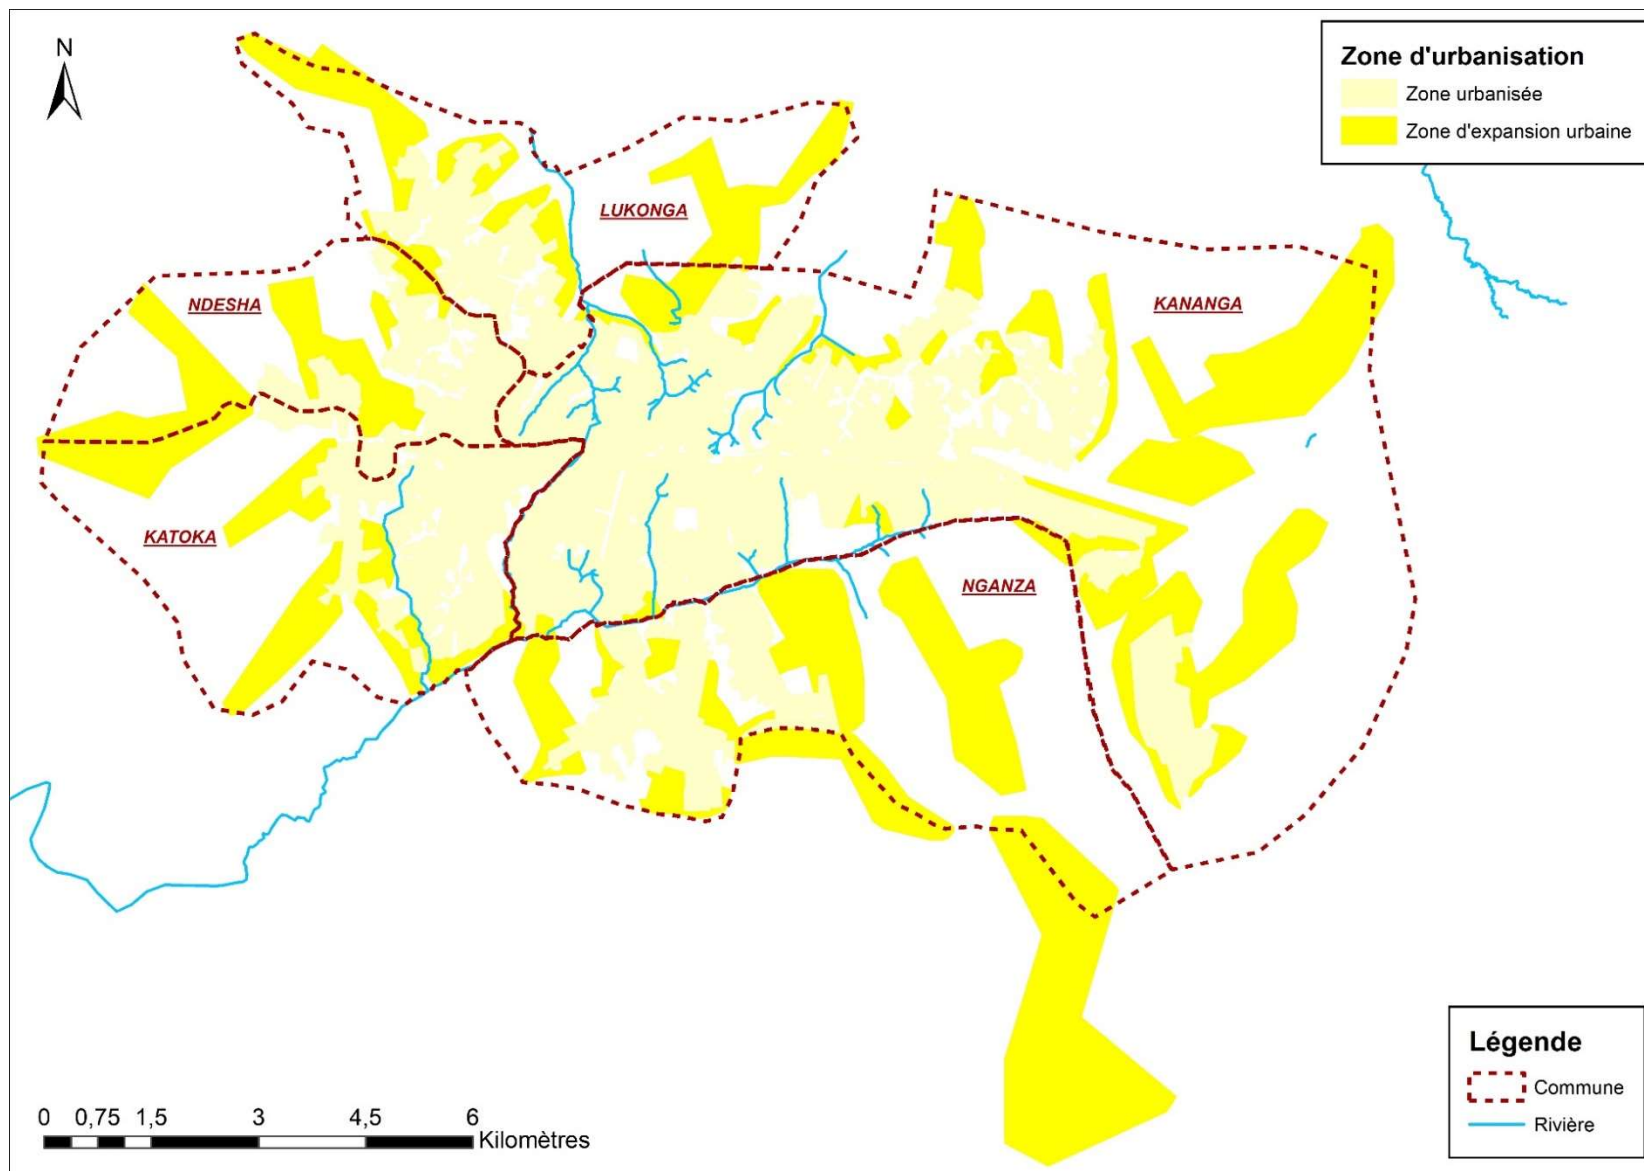 N
Zone d'urbanisation
Zone urbanisée
Zone d'expansion urbaine
LUKONGA
NDESHA
KANANGA
KATOKA
NGANZA
Légende
Commune
Rivière
0 0,75 1,5 3 4,5 6
Kilomètres